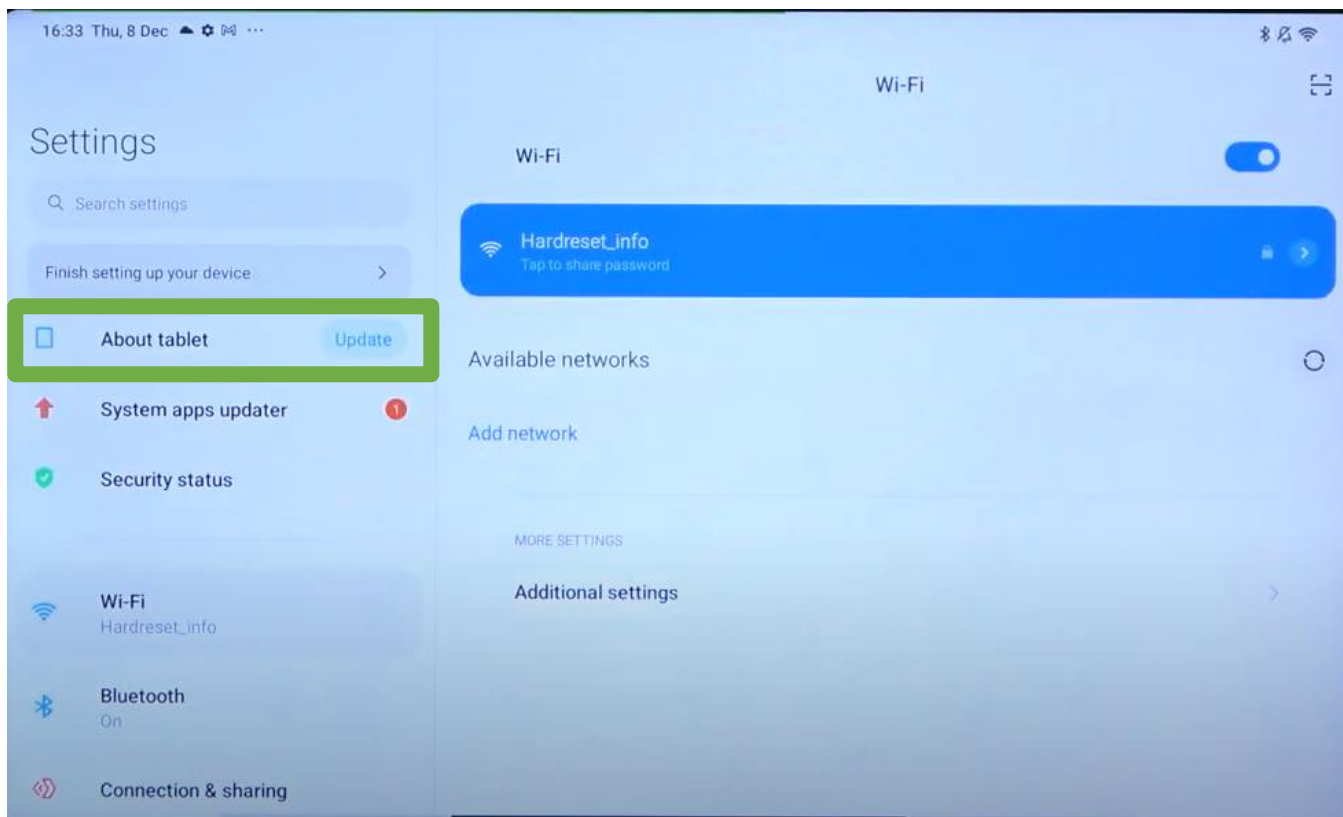 16:33 Thu, 8 Dec
Settings
Search settings
Finish setting up your device
About tablet Update
System apps updater 1
Security status
Wi-Fi
Hardreset_info
Bluetooth
On
Connection & sharing
Wi-Fi
Wi-Fi
Hardreset_info
Tap to share password
Available networks
Add network
MORE SETTINGS
Additional settings